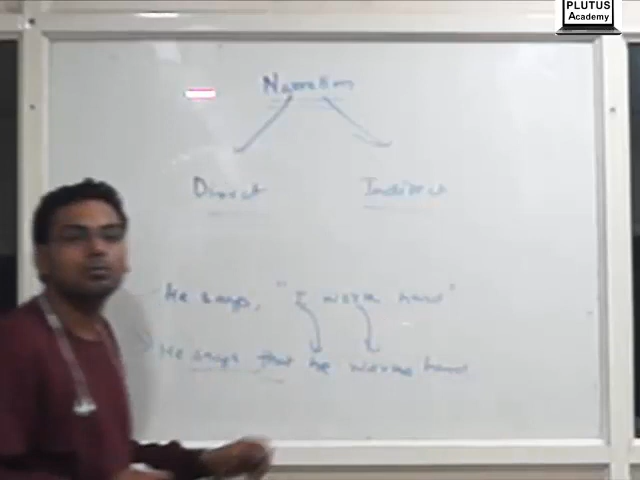 PLUTUS
Academy
Narration
Direct Indirect
He says, "I work hard"
He says that he works hard